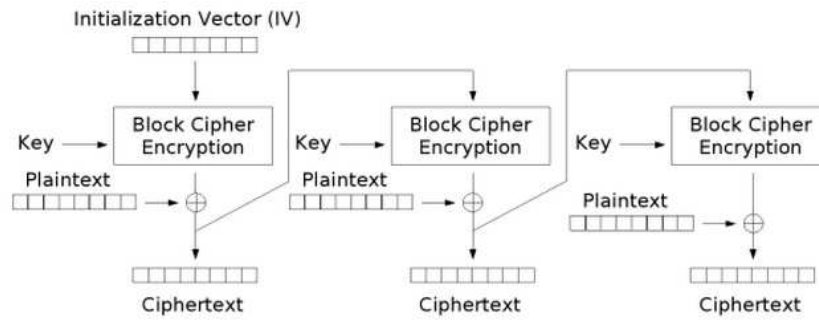 Initialization Vector (IV)
Block Cipher
Encryption
Key
Plaintext
Ciphertext
Block Cipher
Encryption
Key
Plaintext
Ciphertext
Block Cipher
Encryption
Key
Plaintext
Ciphertext